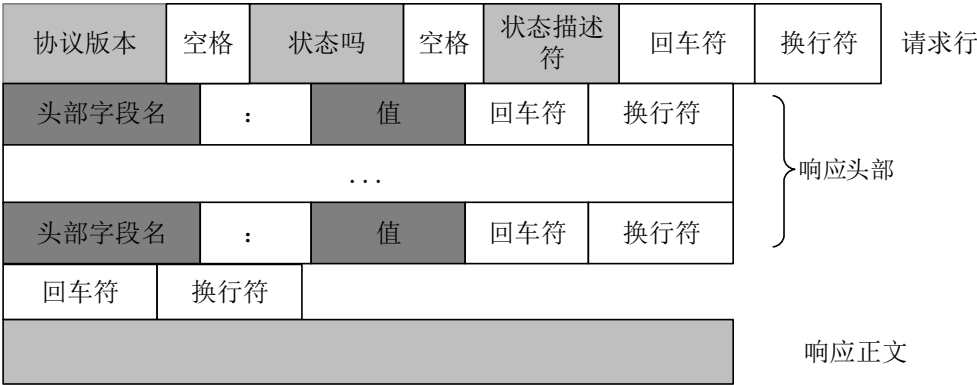 协议版本 空格 状态吗 空格 状态描述符 回车符 换行符 请求行
头部字段名 : 值 回车符 换行符
...
响应头部
头部字段名 : 值 回车符 换行符
回车符 换行符
响应正文